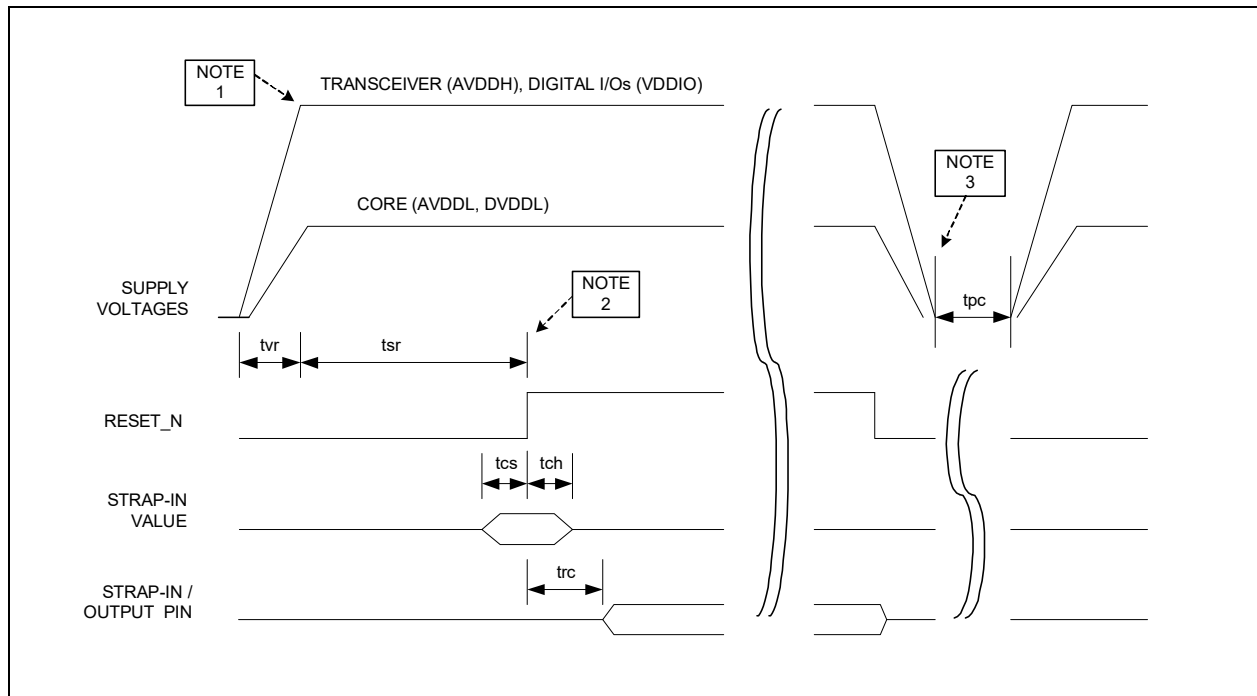 NOTE
1
TRANSCEIVER (AVDDH), DIGITAL I/Os (VDDIO)
NOTE
3
CORE (AVDDL, DVDDL)
SUPPLY
VOLTAGES
NOTE
2
tpc
tvr
tsr
RESET_N
tcs
tch
STRAP-IN
VALUE
trc
STRAP-IN /
OUTPUT PIN